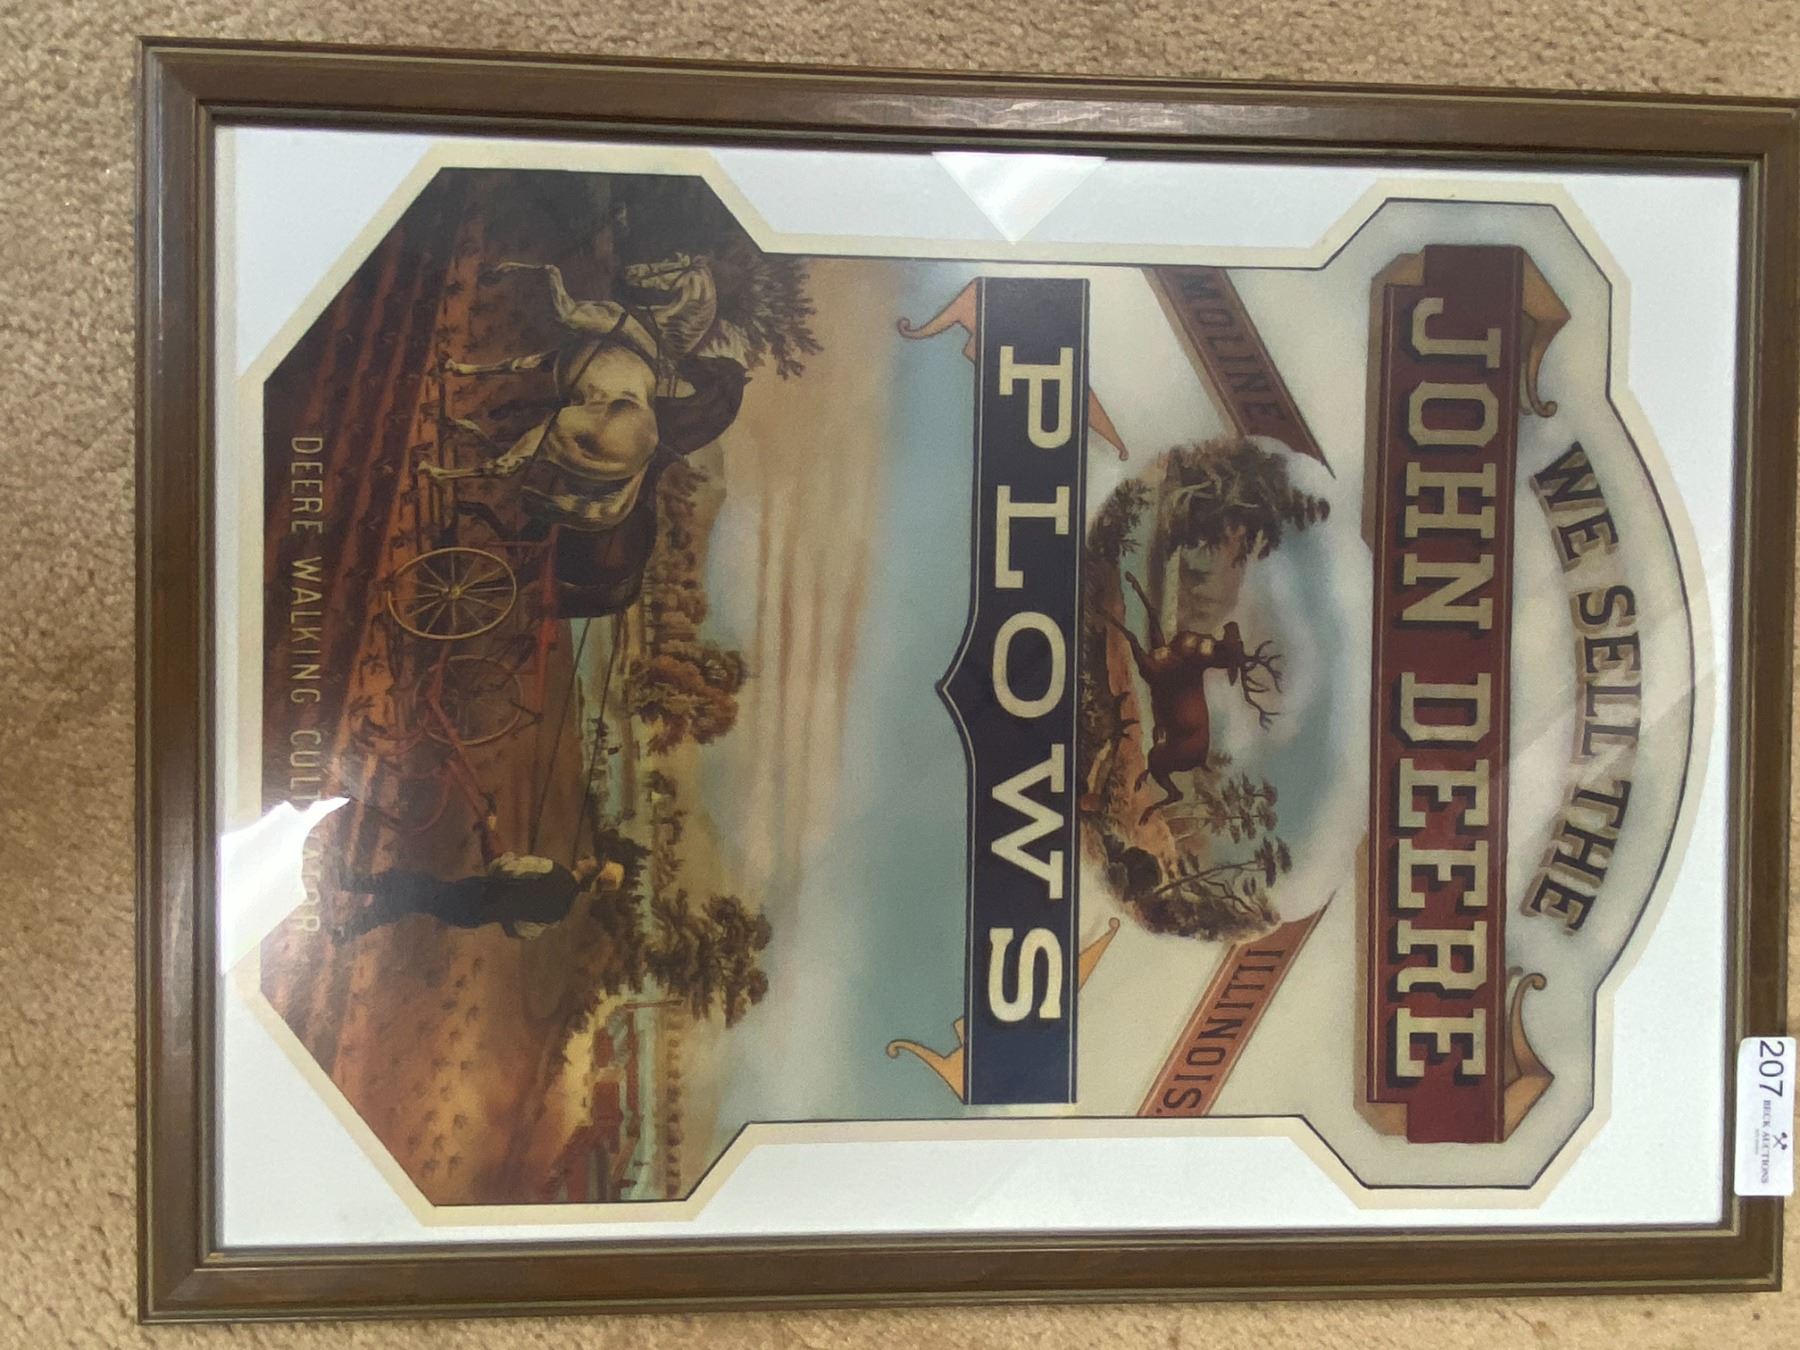 WE SELL THE
JOHN DEERE
MOLINE ILLINOIS.
PLOWS
DEERE WALKING CULTIVATOR
207
BECK AUCTIONS